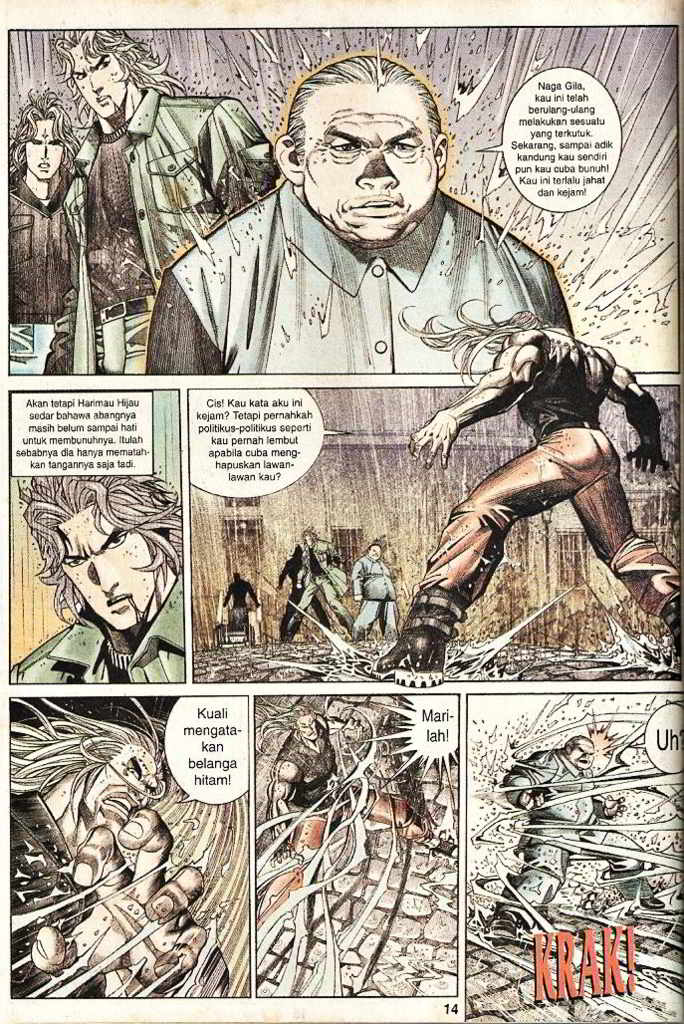 Naga Gila,
kau ini telah
berulang-ulang
melakukan sesuatu
yang terkutuk.
Sekarang, sampai adik
kandung kau sendiri
pun kau cuba bunuh!
Kau ini terlalu jahat
dan kejam!
Akan tetapi Harimau Hijau
sedar bahawa abangnya
masih belum sampai hati
untuk membunuhnya. Itulah
sebabnya dia hanya mematah-
kan tangannya saja tadi.
Cis! Kau kata aku ini
kejam? Tetapi pernahkah
politikus-politikus seperti
kau pernah lembut
apabila kau meng-
hapuskan lawan-
lawan kau?
Kuali
mengata-
kan
belanga
hitam!
Mari-
lah!
Uh?
KRAK!
14